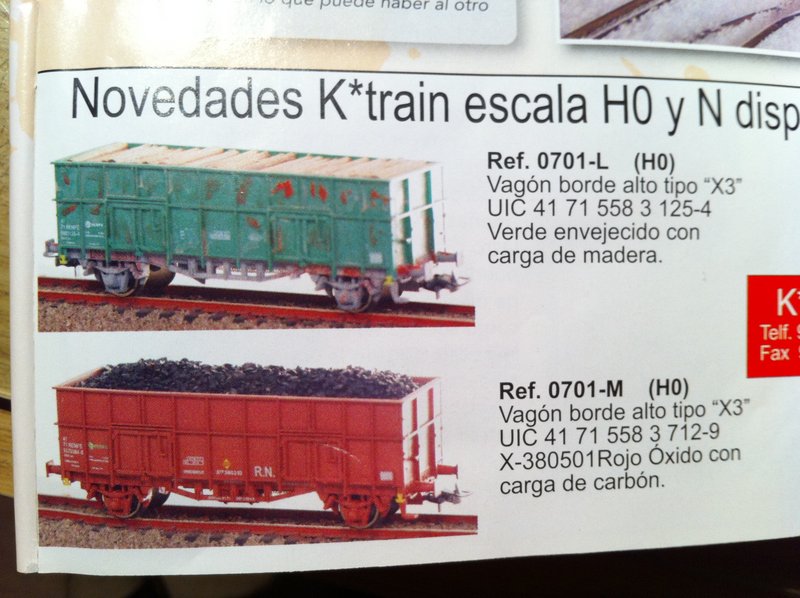 que puede haber al otro
Novedades K*train escala H0 y N disp
Ref. 0701-L (H0)
Vagón borde alto tipo “X3”
UIC 41 71 558 3 125-4
Verde envejecido con
carga de madera.
K*
Telf. 9
Fax
Ref. 0701-M (H0)
Vagón borde alto tipo “X3”
UIC 41 71 558 3 712-9
X-380501Rojo Óxido con
carga de carbón.
R.N.